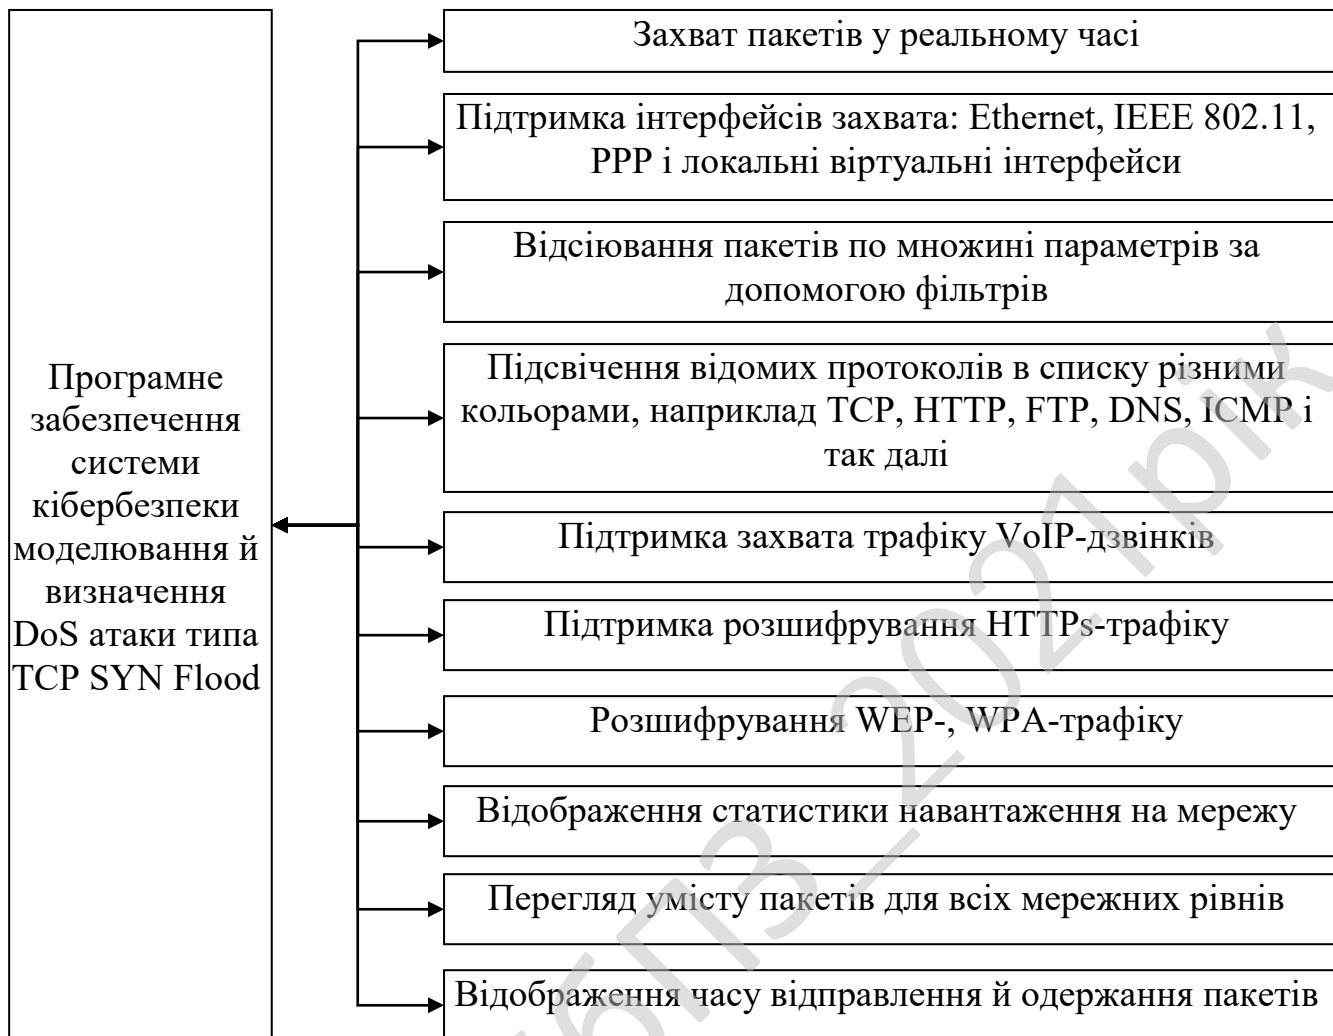 Програмне
забезпечення
системи
кібербезпеки
моделювання й
визначення
DoS атаки типа
TCP SYN Flood
Захват пакетів у реальному часі
Підтримка інтерфейсів захвата: Ethernet, IEEE 802.11,
PPP і локальні віртуальні інтерфейси
Відсіювання пакетів по множині параметрів за
допомогою фільтрів
Підсвічення відомих протоколів в списку різними
кольорами, наприклад TCP, HTTP, FTP, DNS, ICMP і
так далі
Підтримка захвата трафіку VoIP-дзвінків
Підтримка розшифрування HTTPs-трафіку
Розшифрування WEP-, WPA-трафіку
Відображення статистики навантаження на мережу
Перегляд умісту пакетів для всіх мережних рівнів
Відображення часу відправлення й одержання пакетів
бПЗ_2021рік